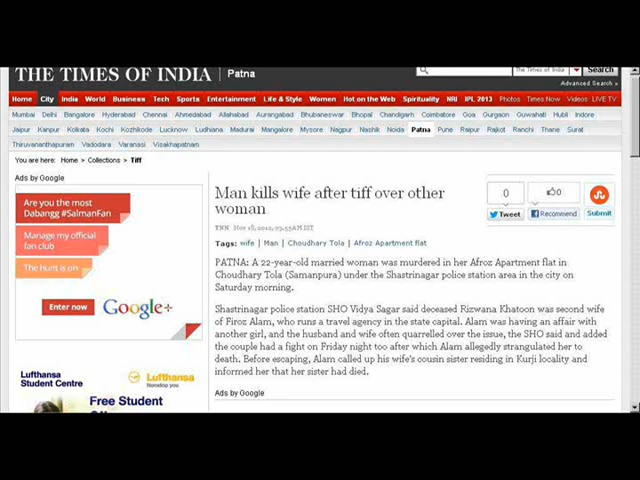 THE TIMES OF INDIA | Patna
The Times of India
Search
Advanced Search >
Home City India World Business Tech Sports Entertainment Life & Style Women Hot on the Web Spirituality NRI IPL 2013 Photos Times Now Videos LIVE TV
Mumbai Delhi Bangalore Hyderabad Chennai Ahmedabad Allahabad Aurangabad Bhubaneswar Bhopal Chandigarh Coimbatore Goa Gurgaon Guwahati Hubli Indore
Jaipur Kanpur Kolkata Kochi Kozhikode Lucknow Ludhiana Madurai Mangalore Mysore Nagpur Nashik Noida Patna Pune Raipur Rajkot Ranchi Thane Surat
Thiruvananthapuram Vadodara Varanasi Visakhapatnam
You are here: Home > Collections > Tiff
Ads by Google
Are you the most
Dabangg #SalmanFan
Manage my official
fan club
The hunt is on
Enter now Google+
Lufthansa
Student Centre
Lufthansa
Nonstop you
Free Student
Man kills wife after tiff over other
woman
TNN Nov 18, 2012, 03.55AM IST
Tags: wife | Man | Choudhary Tola | Afroz Apartment flat
0
Tweet
0
Recommend
Submit
PATNA: A 22-year-old married woman was murdered in her Afroz Apartment flat in
Choudhary Tola (Samanpura) under the Shastrinagar police station area in the city on
Saturday morning.
Shastrinagar police station SHO Vidya Sagar said deceased Rizwana Khatoon was second wife
of Firoz Alam, who runs a travel agency in the state capital. Alam was having an affair with
another girl, and the husband and wife often quarrelled over the issue, the SHO said and added
the couple had a fight on Friday night too after which Alam allegedly strangulated her to
death. Before escaping, Alam called up his wife's cousin sister residing in Kurji locality and
informed her that her sister had died.
Ads by Google